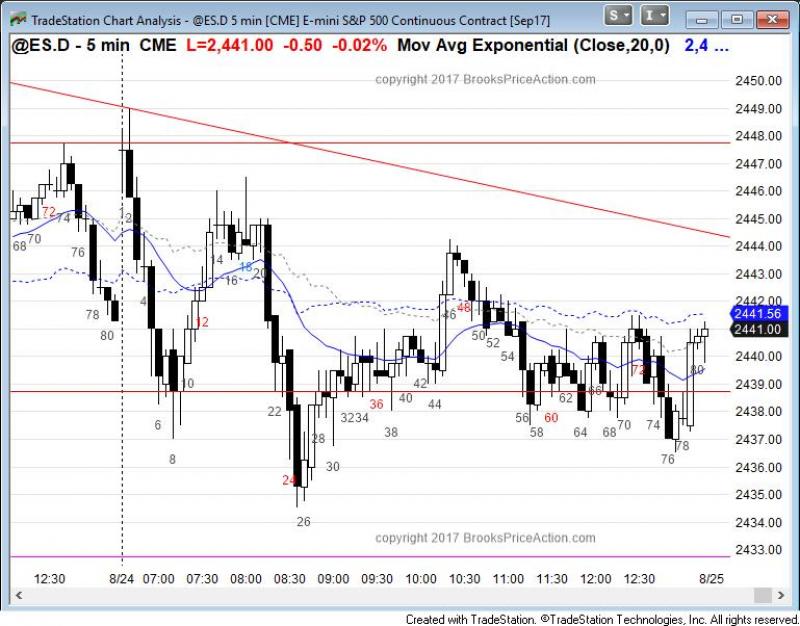 TradeStation Chart Analysis - @ES.D 5 min [CME] E-mini S&P 500 Continuous Contract [Sep17]
S I
@ES.D - 5 min CME L=2,441.00 -0.50 -0.02% Mov Avg Exponential (Close,20,0) 2,4 ...
copyright 2017 BrooksPriceAction.com
2450.00
2449.00
2448.00
2447.00
2446.00
2445.00
2444.00
2443.00
2442.00
2441.56
2441.00
2440.00
2439.00
2438.00
2437.00
2436.00
2435.00
2434.00
2433.00
68 70 72 74 76 78 80
2 4 6 8 10 12 14 16 18 20 22 24 26 28 30 32 34 36 38 40 42 44 46 48 50 52 54 56 58 60 62 64 66 68 70 72 74 76 78 80
copyright 2017 BrooksPriceAction.com
12:30 8/24 07:00 07:30 08:00 08:30 09:00 09:30 10:00 10:30 11:00 11:30 12:00 12:30 8/25
Created with TradeStation. ©TradeStation Technologies, Inc. All rights reserved.